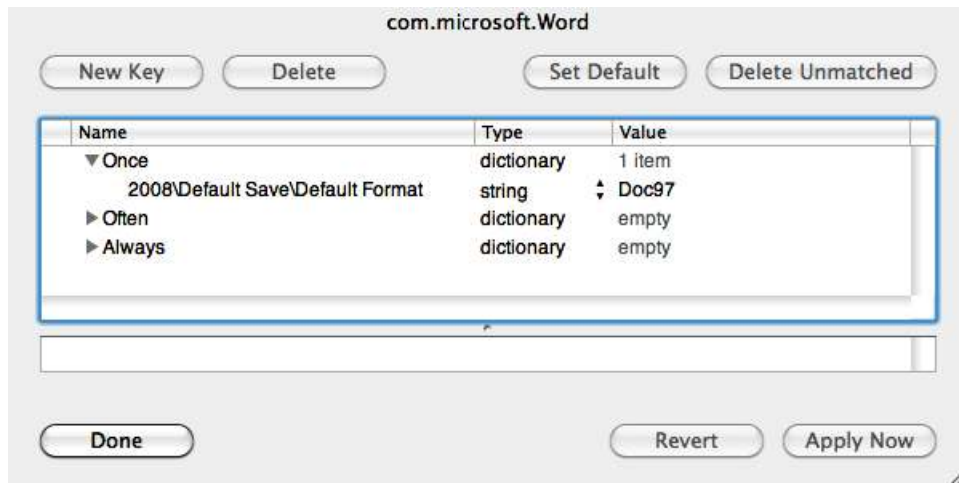 com.microsoft.Word
New Key Delete Set Default Delete Unmatched
Name Type Value
Once dictionary 1 item
2008\Default Save\Default Format string Doc97
Often dictionary empty
Always dictionary empty
Done Revert Apply Now